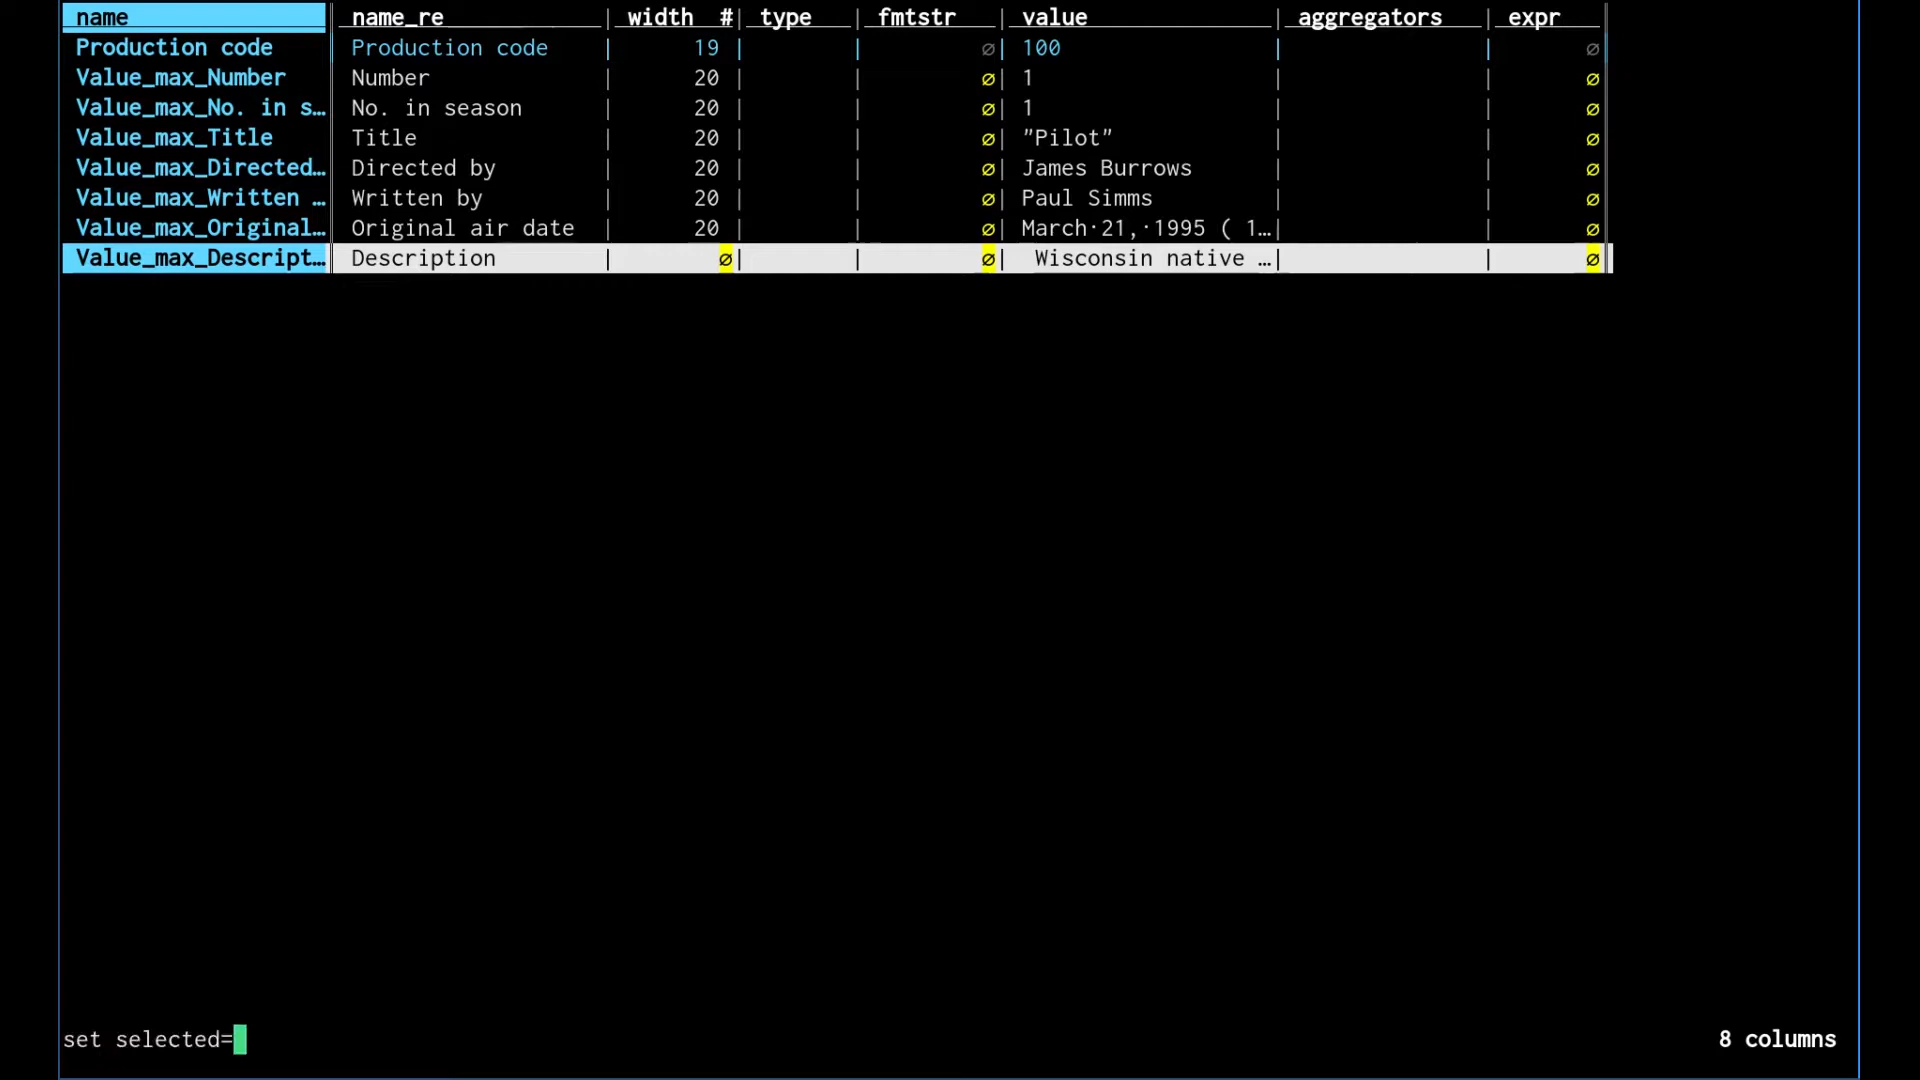 name | name_re | width # | type | fmtstr | value | aggregators | expr
Production code | Production code | 19 | | ∅ | 100 | | ∅
Value_max_Number | Number | 20 | | ∅ | 1 | | ∅
Value_max_No. in s… | No. in season | 20 | | ∅ | 1 | | ∅
Value_max_Title | Title | 20 | | ∅ | "Pilot" | | ∅
Value_max_Directed… | Directed by | 20 | | ∅ | James Burrows | | ∅
Value_max_Written … | Written by | 20 | | ∅ | Paul Simms | | ∅
Value_max_Original… | Original air date | 20 | | ∅ | March·21,·1995 ( 1… | | ∅
Value_max_Descript… | Description | ∅ | | ∅ | Wisconsin native … | | ∅
set selected= 8 columns